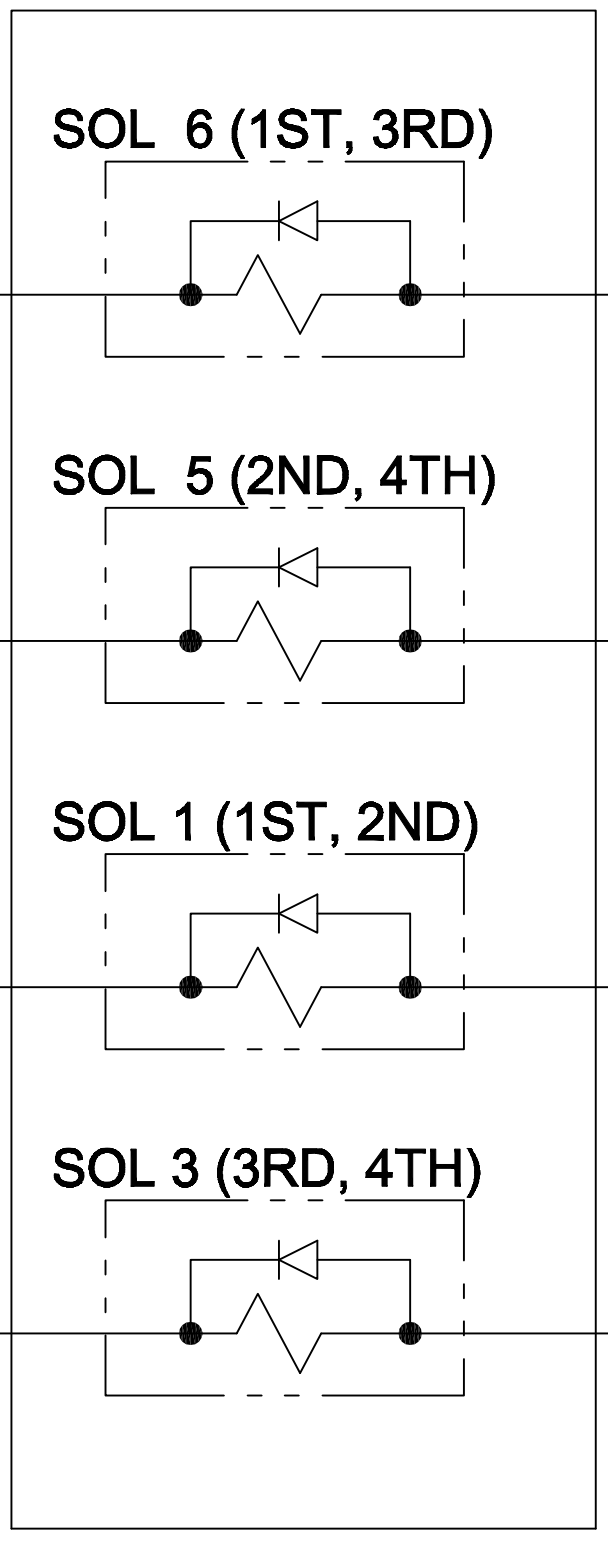 SOL 6 (1ST, 3RD)
SOL 5 (2ND, 4TH)
SOL 1 (1ST, 2ND)
SOL 3 (3RD, 4TH)